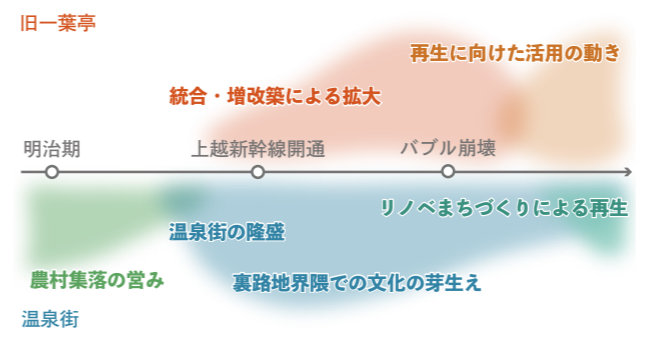 旧一葉亭
再生に向けた活用の動き
統合・増改築による拡大
明治期
上越新幹線開通
バブル崩壊
リノベまちづくりによる再生
温泉街の隆盛
農村集落の営み
裏路地界隈での文化の芽生え
温泉街